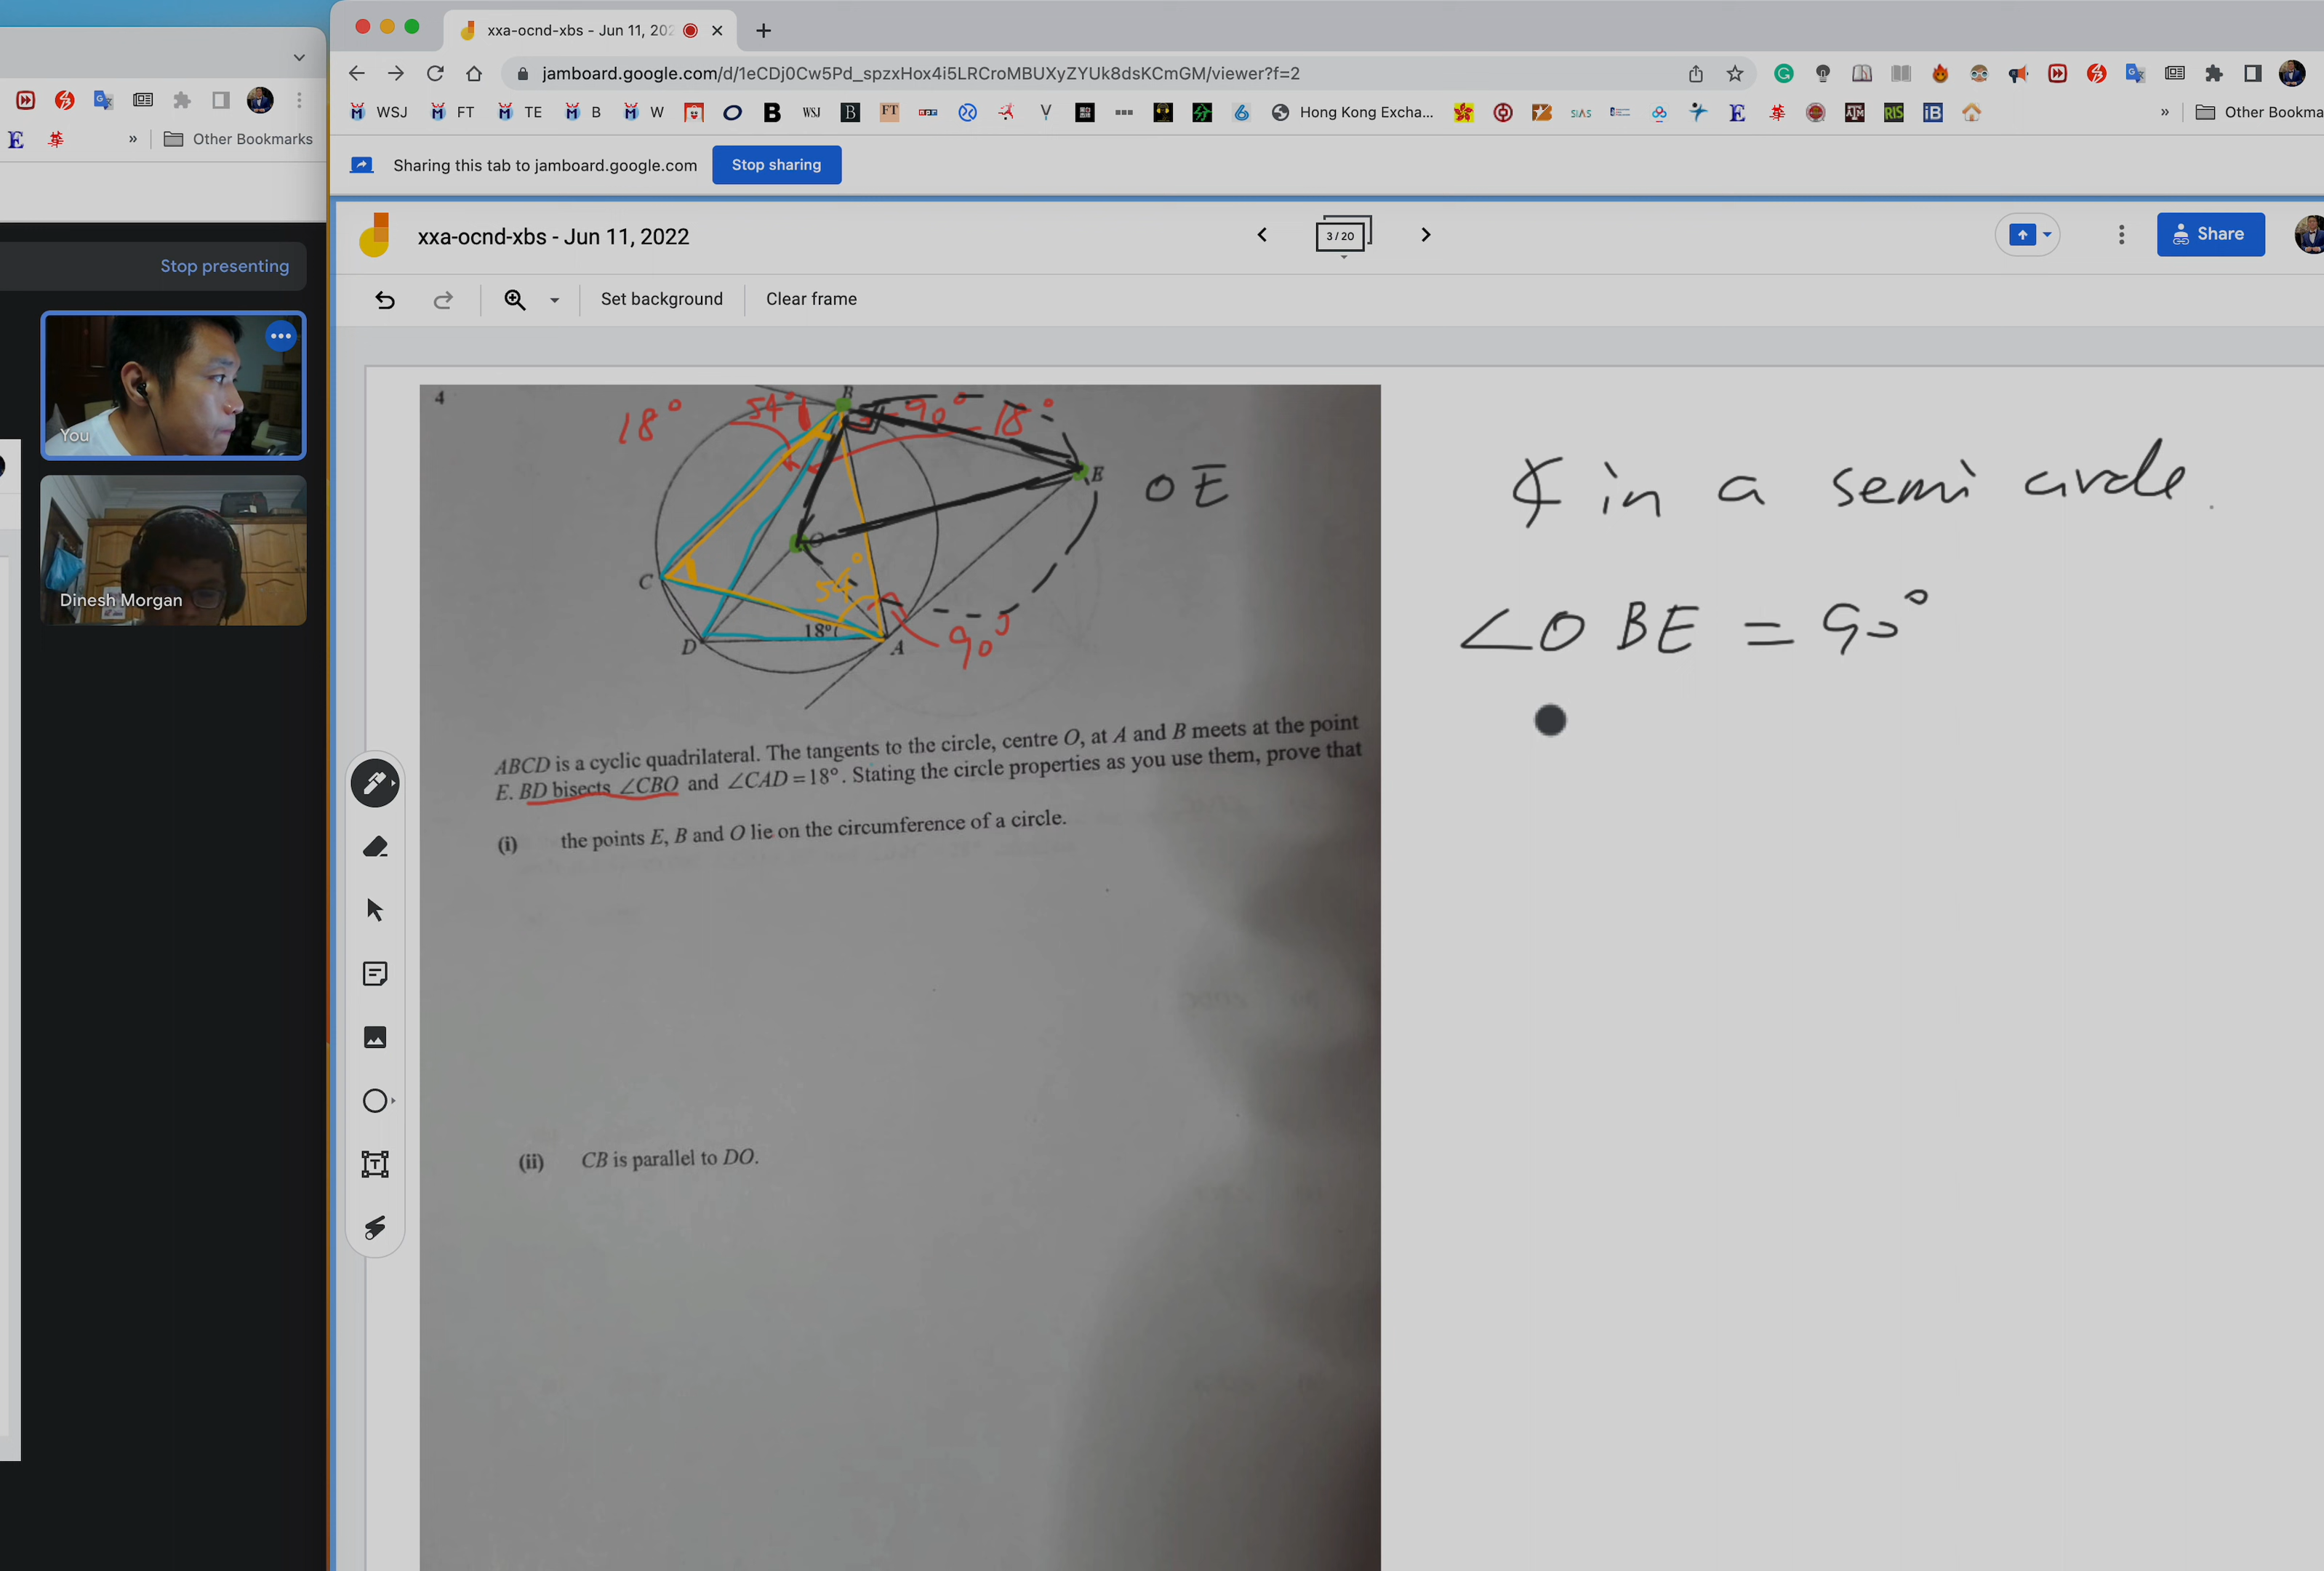 xxa-ocnd-xbs - Jun 11, 202
jamboard.google.com/d/1eCDj0Cw5Pd_spzxHox4i5LRCroMBUXyZYUk8dsKCmGM/viewer?f=2
WSJ
FT
TE
B
W
Hong Kong Excha...
» Other Bookma
» Other Bookmarks
Sharing this tab to jamboard.google.com Stop sharing
xxa-ocnd-xbs - Jun 11, 2022
3 / 20
Share
Stop presenting
Set background
Clear frame
You
Dinesh Morgan
4
18°
54°
B
90°
18°
E
OE
O
C
54°
18°
D
A
90°
∢ in a semi circle.
∠OBE = 90°
ABCD is a cyclic quadrilateral. The tangents to the circle, centre O, at A and B meets at the point
E. BD bisects ∠CBO and ∠CAD = 18°. Stating the circle properties as you use them, prove that
(i) the points E, B and O lie on the circumference of a circle.
(ii) CB is parallel to DO.